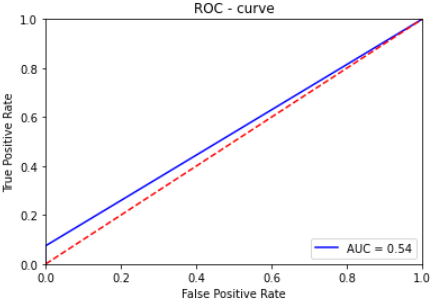 ROC - curve
True Positive Rate
1.0
0.8
0.6
0.4
0.2
0.0
AUC = 0.54
0.0 0.2 0.4 0.6 0.8 1.0
False Positive Rate